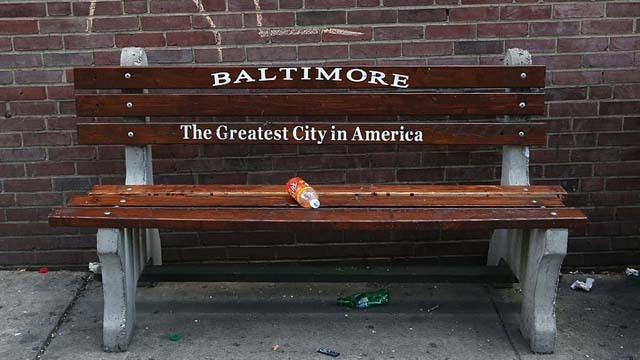 BALTIMORE
The Greatest City in America